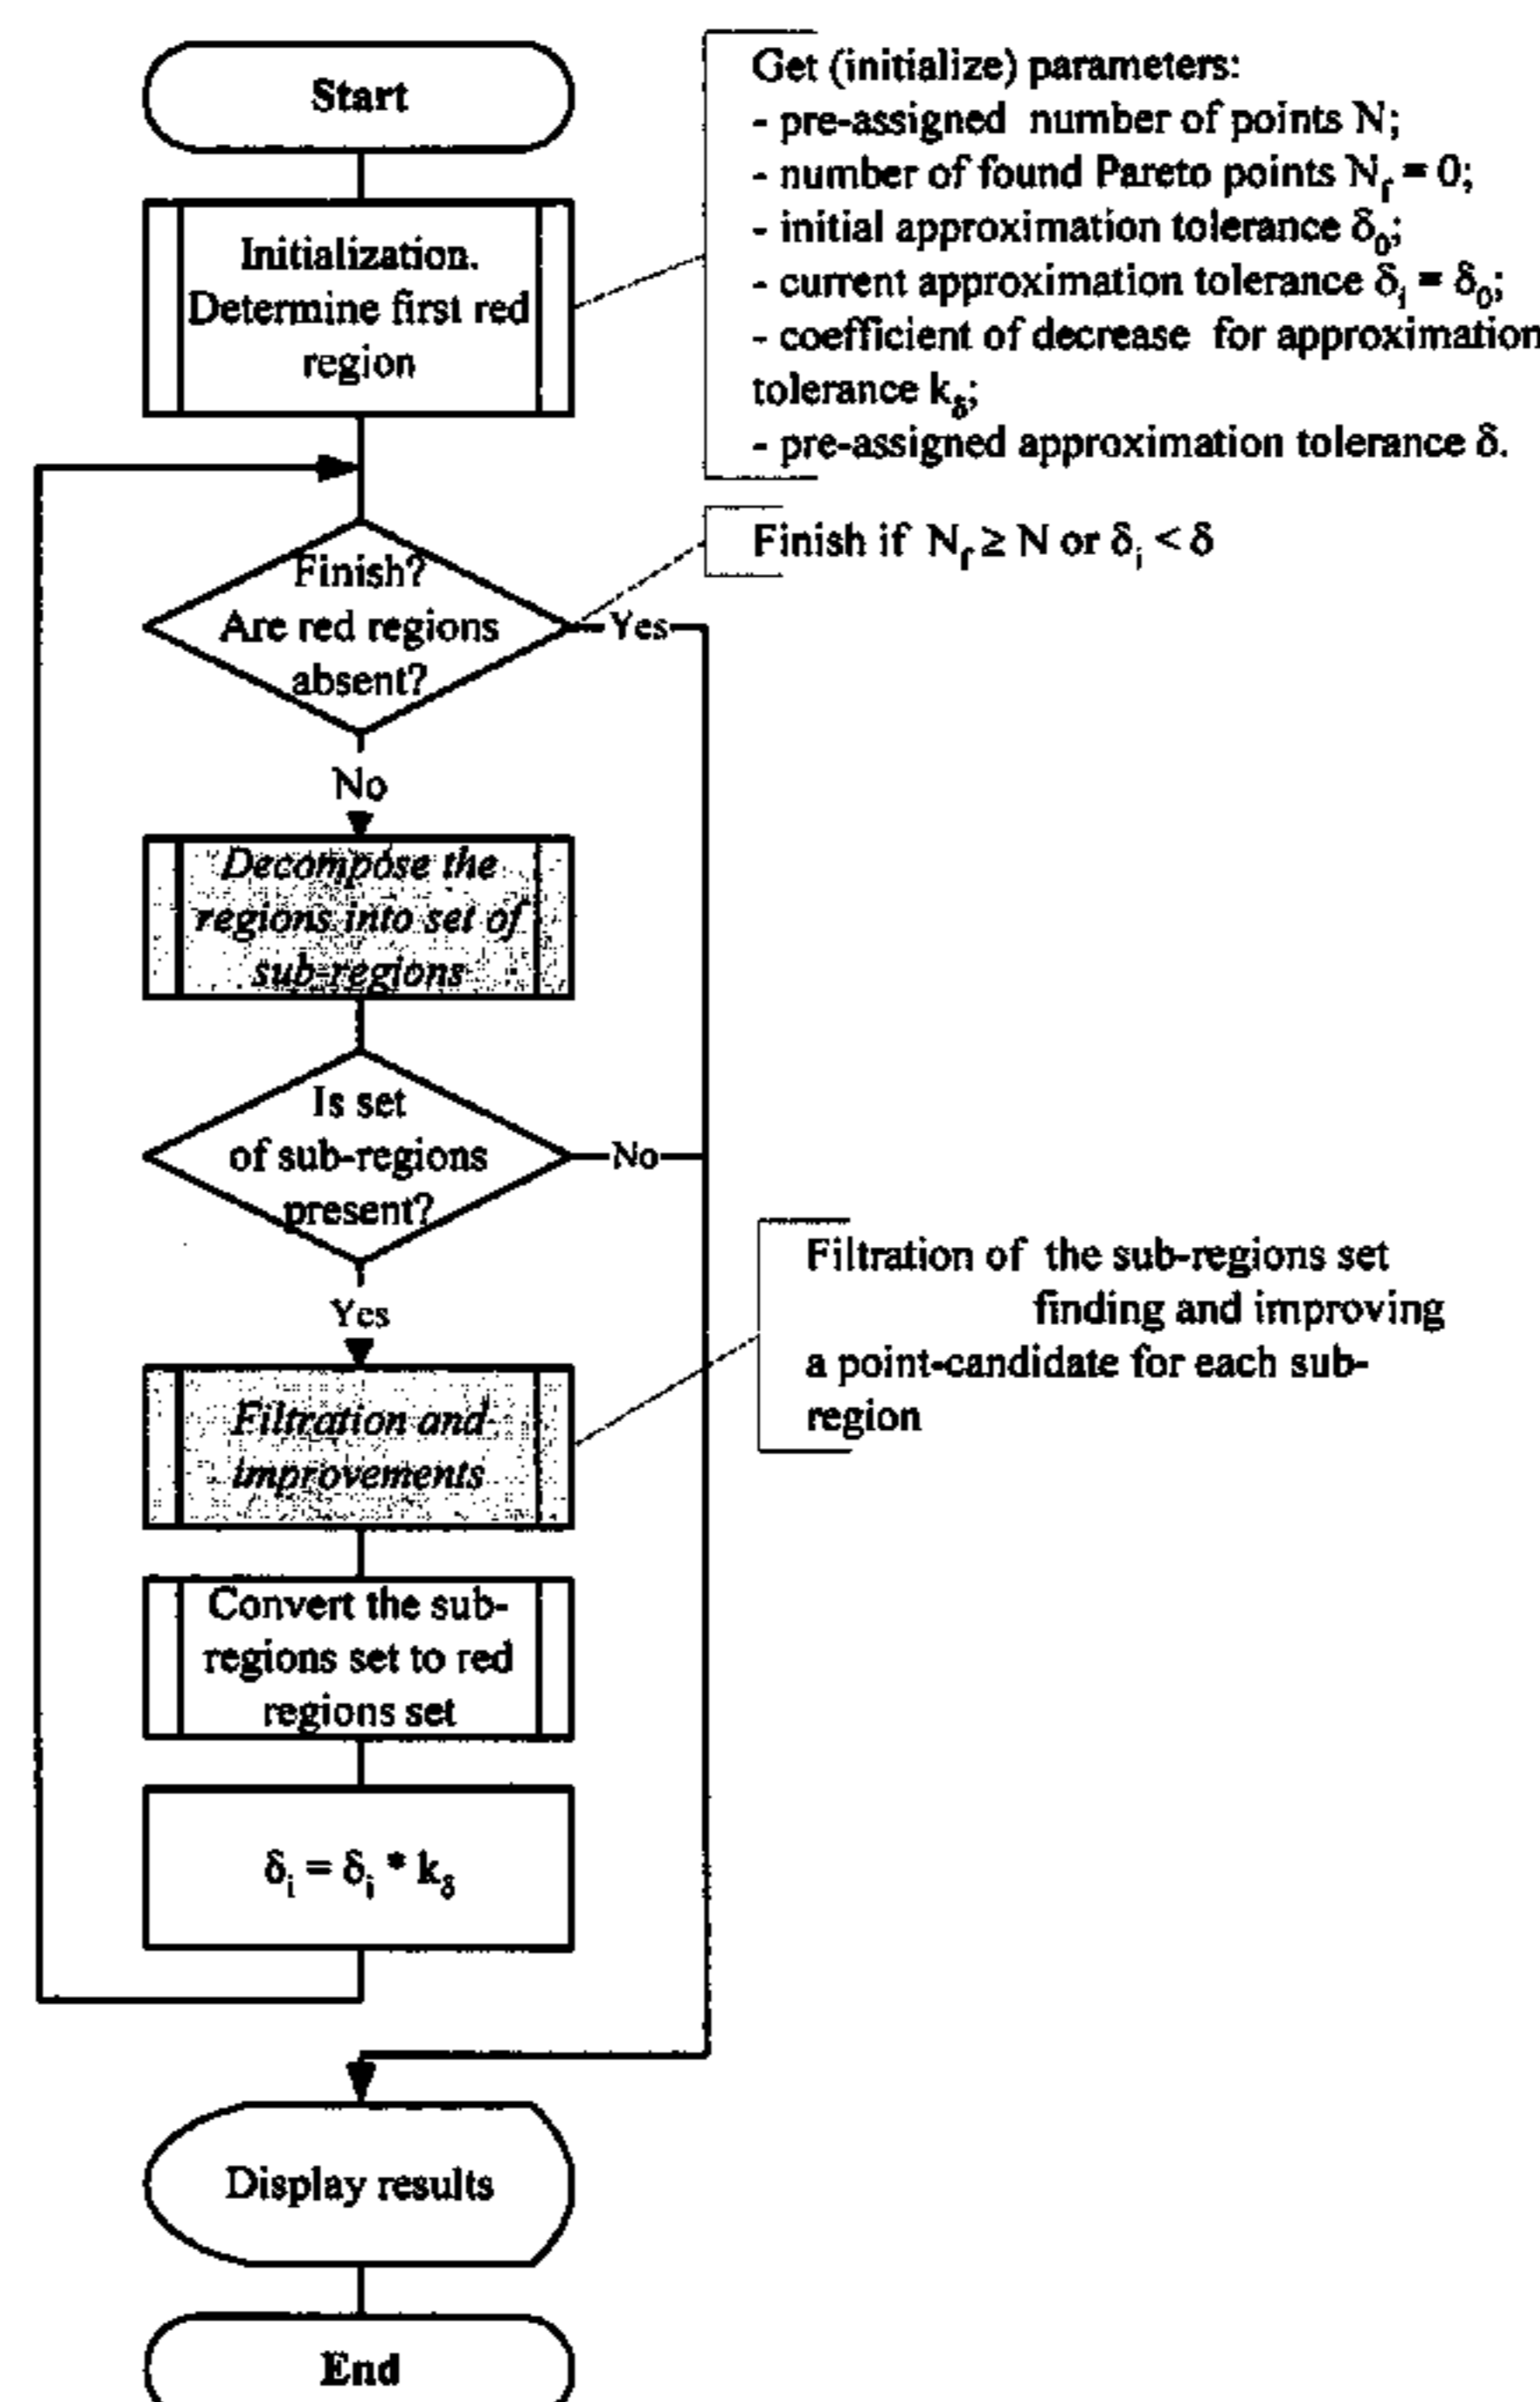 Start
Initialization.
Determine first red
region
Get (initialize) parameters:
- pre-assigned number of points N;
- number of found Pareto points N_f = 0;
- initial approximation tolerance δ_0;
- current approximation tolerance δ_i = δ_0;
- coefficient of decrease for approximation
tolerance k_δ;
- pre-assigned approximation tolerance δ.
Finish?
Are red regions
absent?
Finish if N_f ≥ N or δ_i < δ
Yes
No
Decompose the
regions into set of
sub-regions
Is set
of sub-regions
present?
No
Yes
Filtration and
improvements
Filtration of the sub-regions set
finding and improving
a point-candidate for each sub-
region
Convert the sub-
regions set to red
regions set
δ_i = δ_i * k_δ
Display results
End